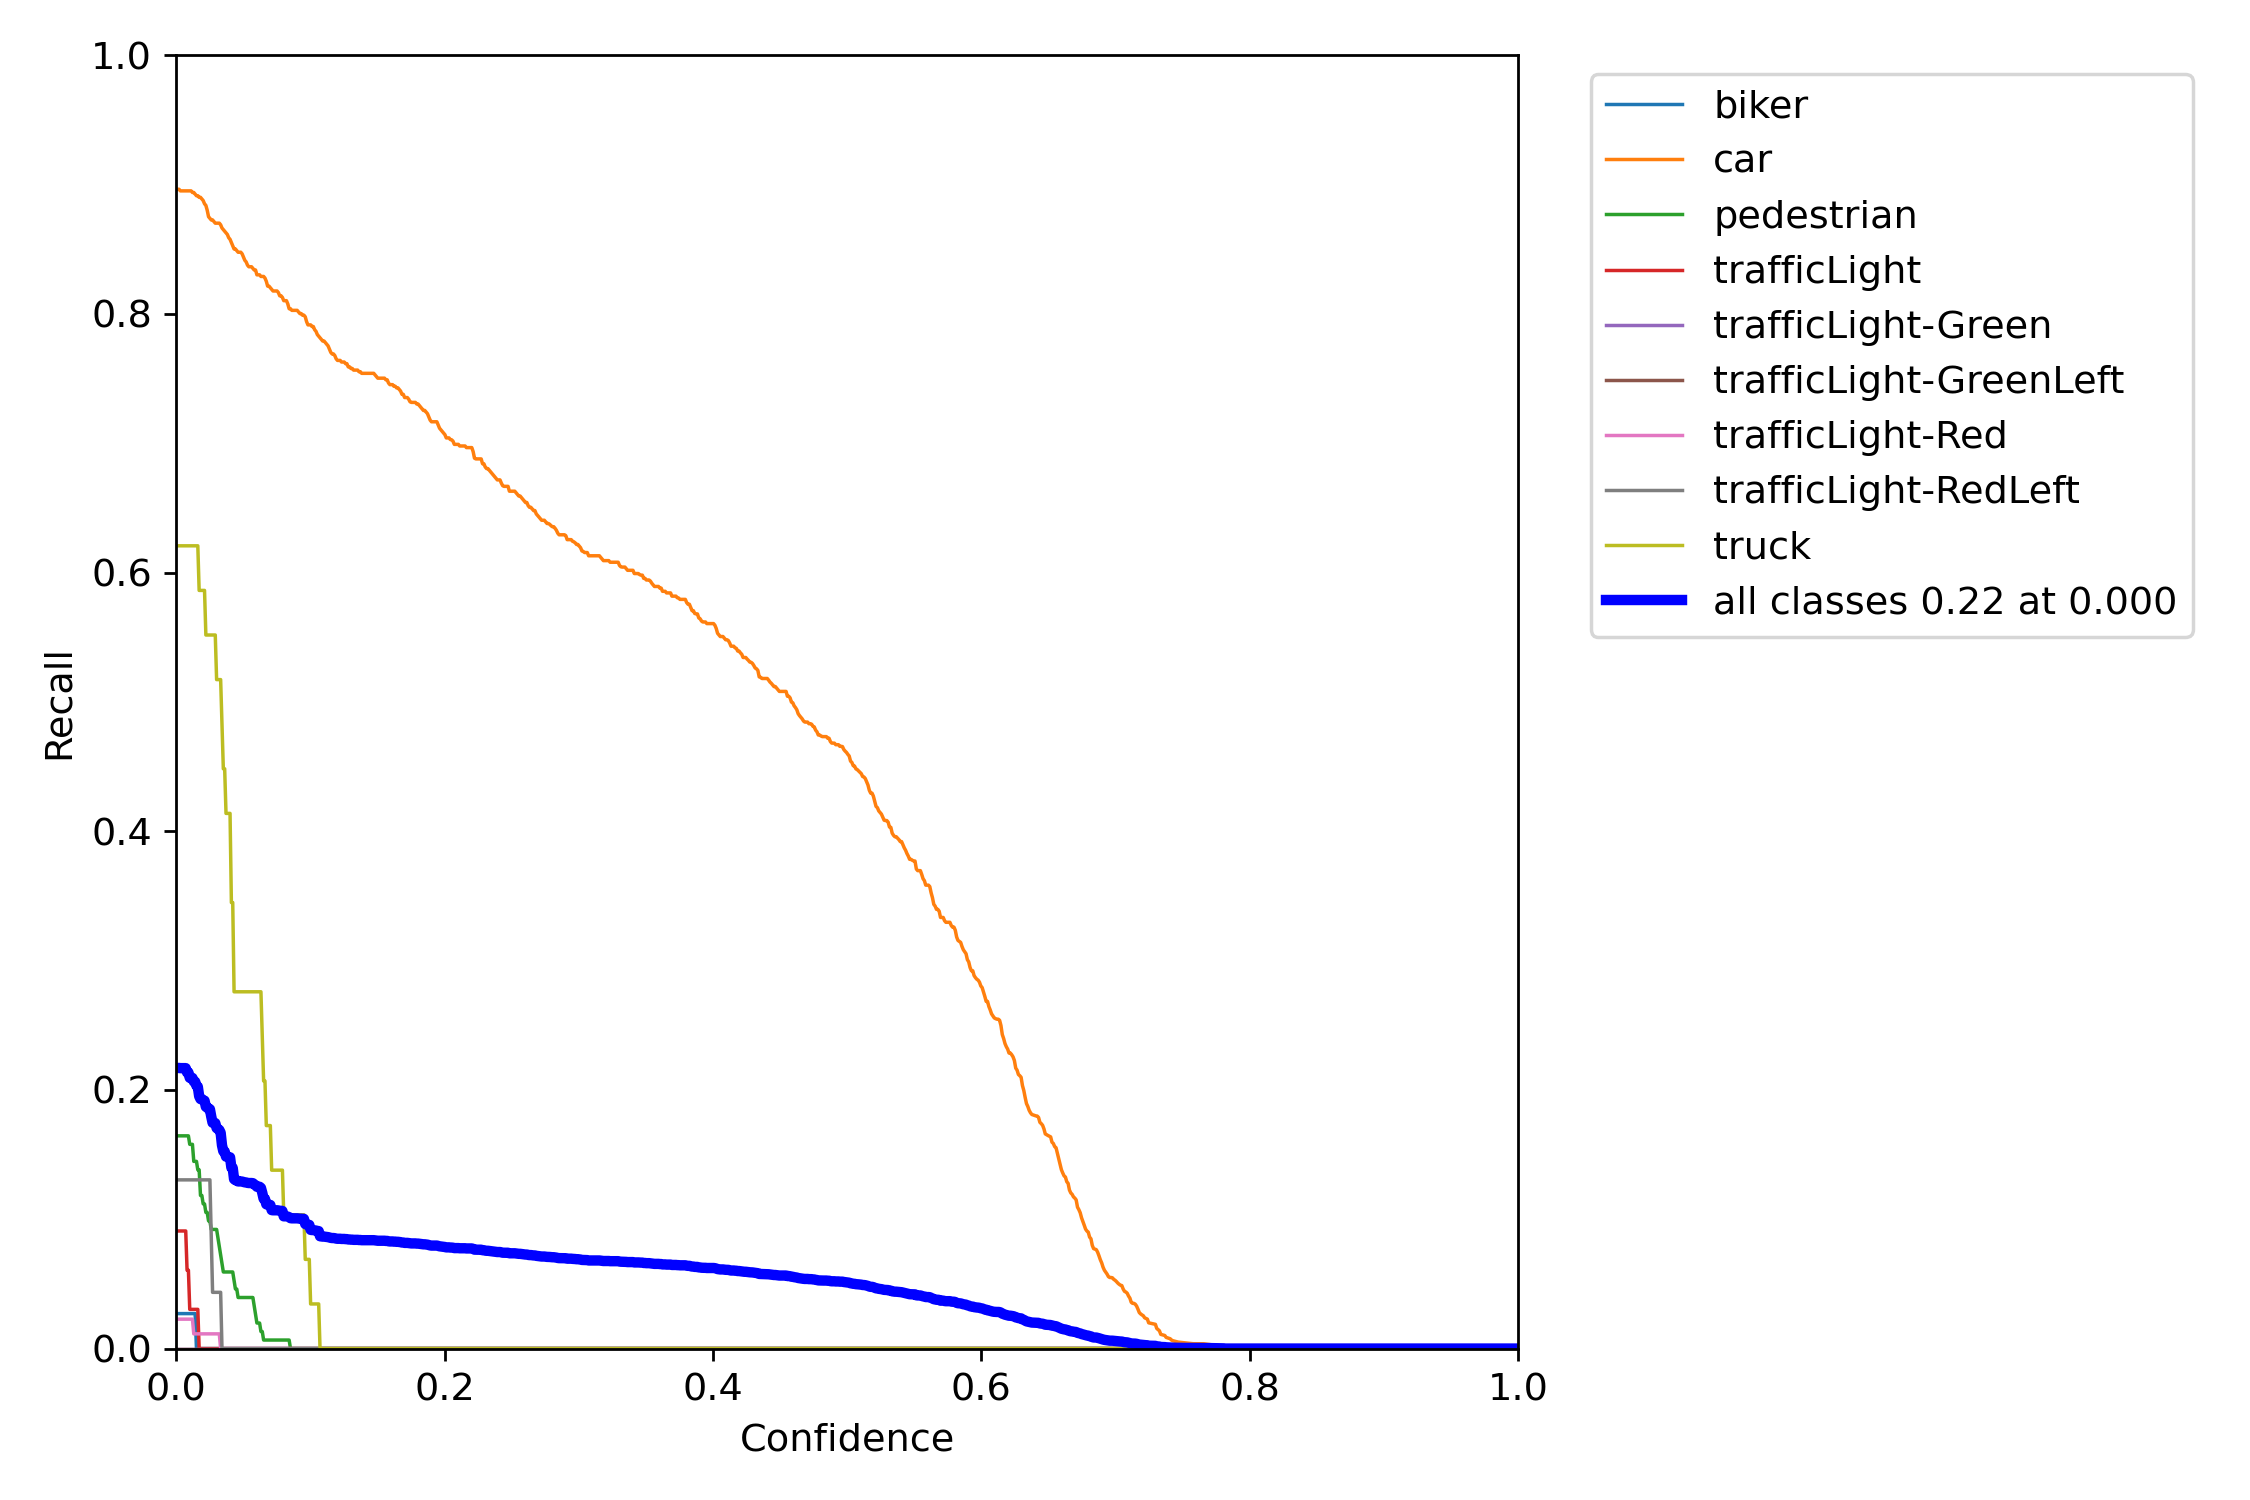 1.0
0.8
0.6
0.4
0.2
0.0
Recall
0.0 0.2 0.4 0.6 0.8 1.0
Confidence
biker
car
pedestrian
trafficLight
trafficLight-Green
trafficLight-GreenLeft
trafficLight-Red
trafficLight-RedLeft
truck
all classes 0.22 at 0.000